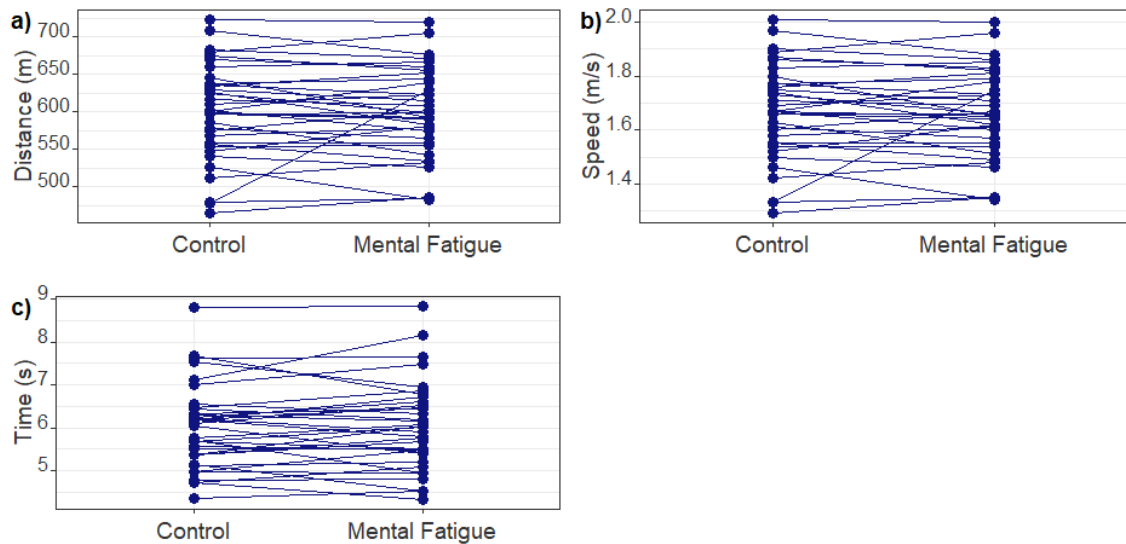 a)
Distance (m)
700
650
600
550
500
Control Mental Fatigue
b)
Speed (m/s)
2.0
1.8
1.6
1.4
Control Mental Fatigue
c)
Time (s)
9
8
7
6
5
Control Mental Fatigue